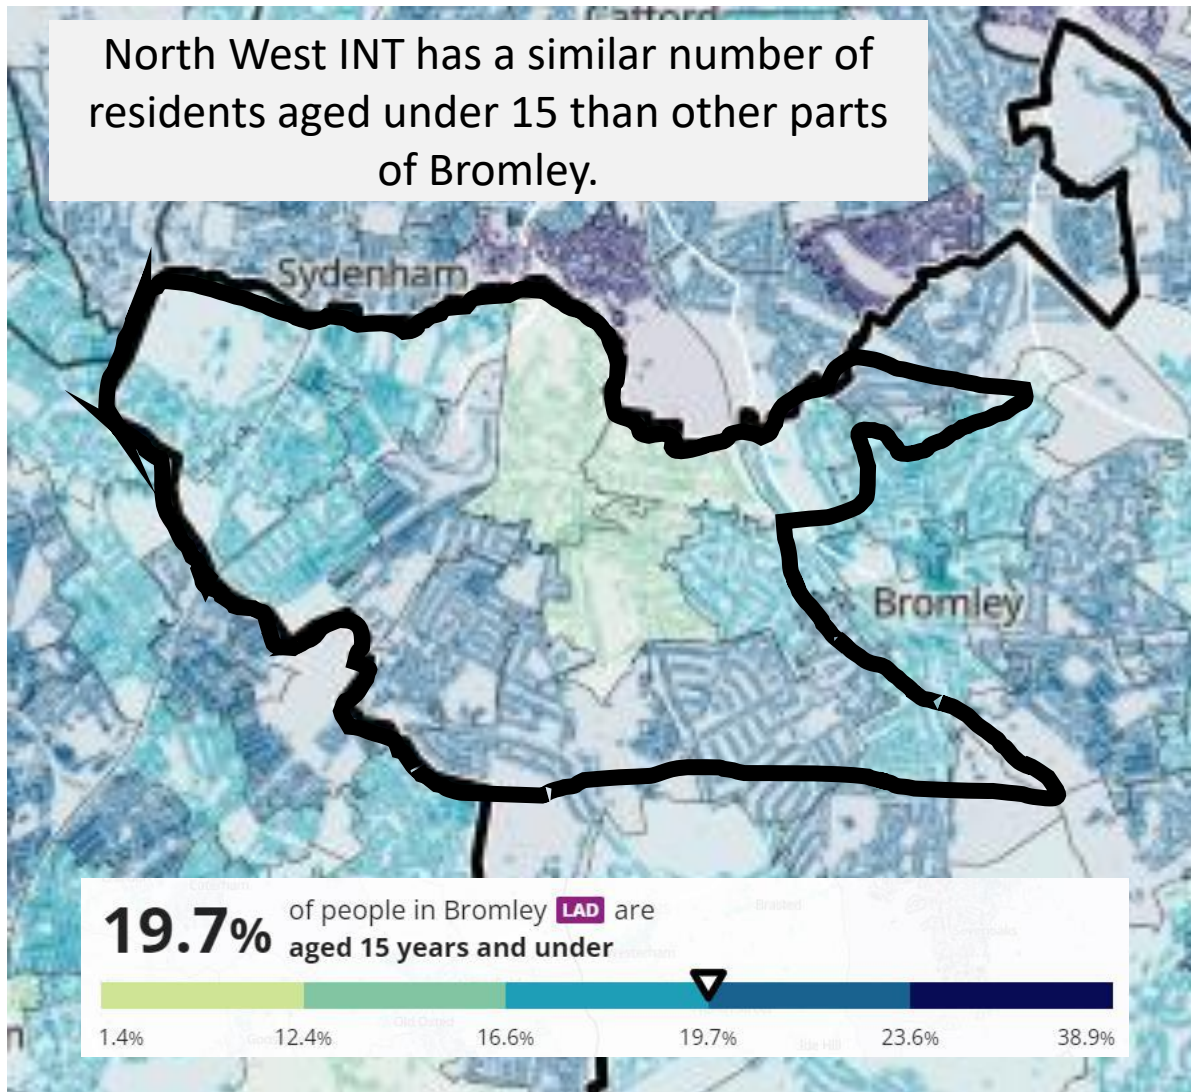 Catford
North West INT has a similar number of
residents aged under 15 than other parts
of Bromley.
Sydenham
Bromley
19.7% of people in Bromley LAD are
aged 15 years and under
1.4% 12.4% 16.6% 19.7% 23.6% 38.9%